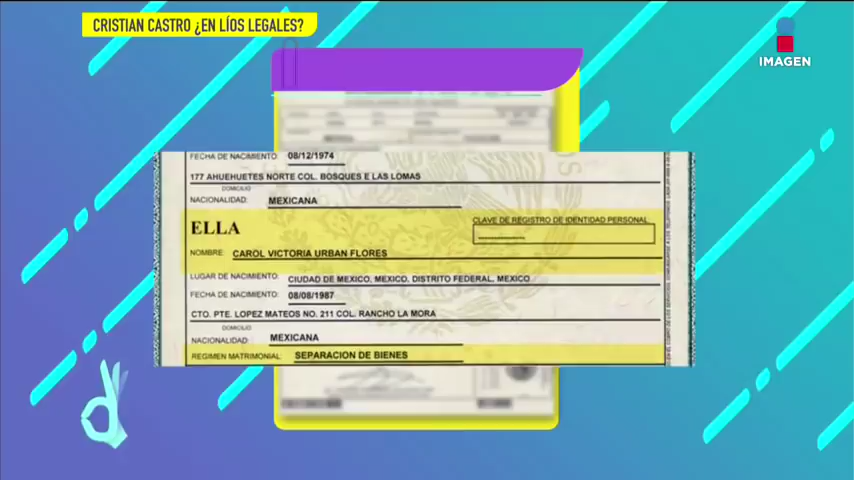 CRISTIAN CASTRO ¿EN LÍOS LEGALES?
IMAGEN
FECHA DE NACIMIENTO: 08/12/1974
177 AHUEHUETES NORTE COL. BOSQUES E LAS LOMAS
DOMICILIO
NACIONALIDAD: MEXICANA
ELLA
CLAVE DE REGISTRO DE IDENTIDAD PERSONAL:
NOMBRE: CAROL VICTORIA URBAN FLORES
LUGAR DE NACIMIENTO: CIUDAD DE MEXICO, MEXICO, DISTRITO FEDERAL, MEXICO
FECHA DE NACIMIENTO: 08/08/1987
CTO. PTE. LOPEZ MATEOS NO. 211 COL. RANCHO LA MORA
DOMICILIO
NACIONALIDAD: MEXICANA
REGIMEN MATRIMONIAL: SEPARACION DE BIENES